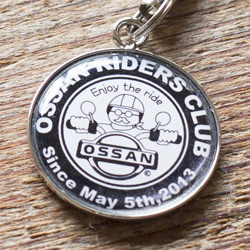 OSSAN RIDERS CLUB
Enjoy the ride
OSSAN
©
Since May 5th,2013